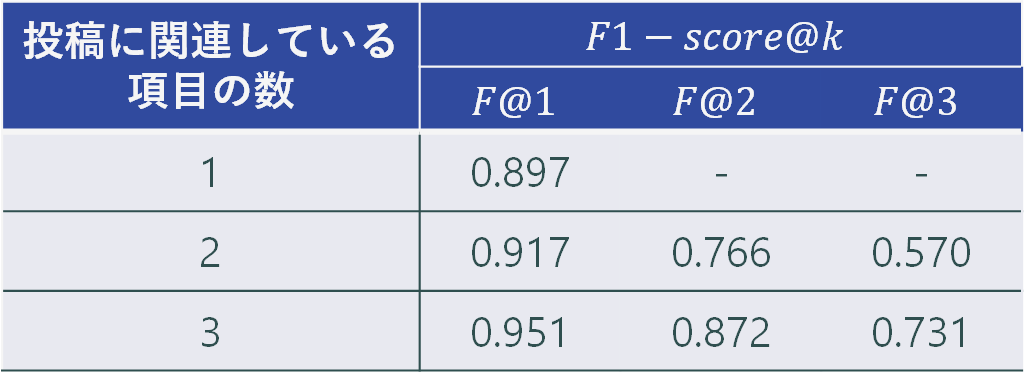 投稿に関連している
項目の数
F1 − score@k
F@1 F@2 F@3
1 0.897 - -
2 0.917 0.766 0.570
3 0.951 0.872 0.731